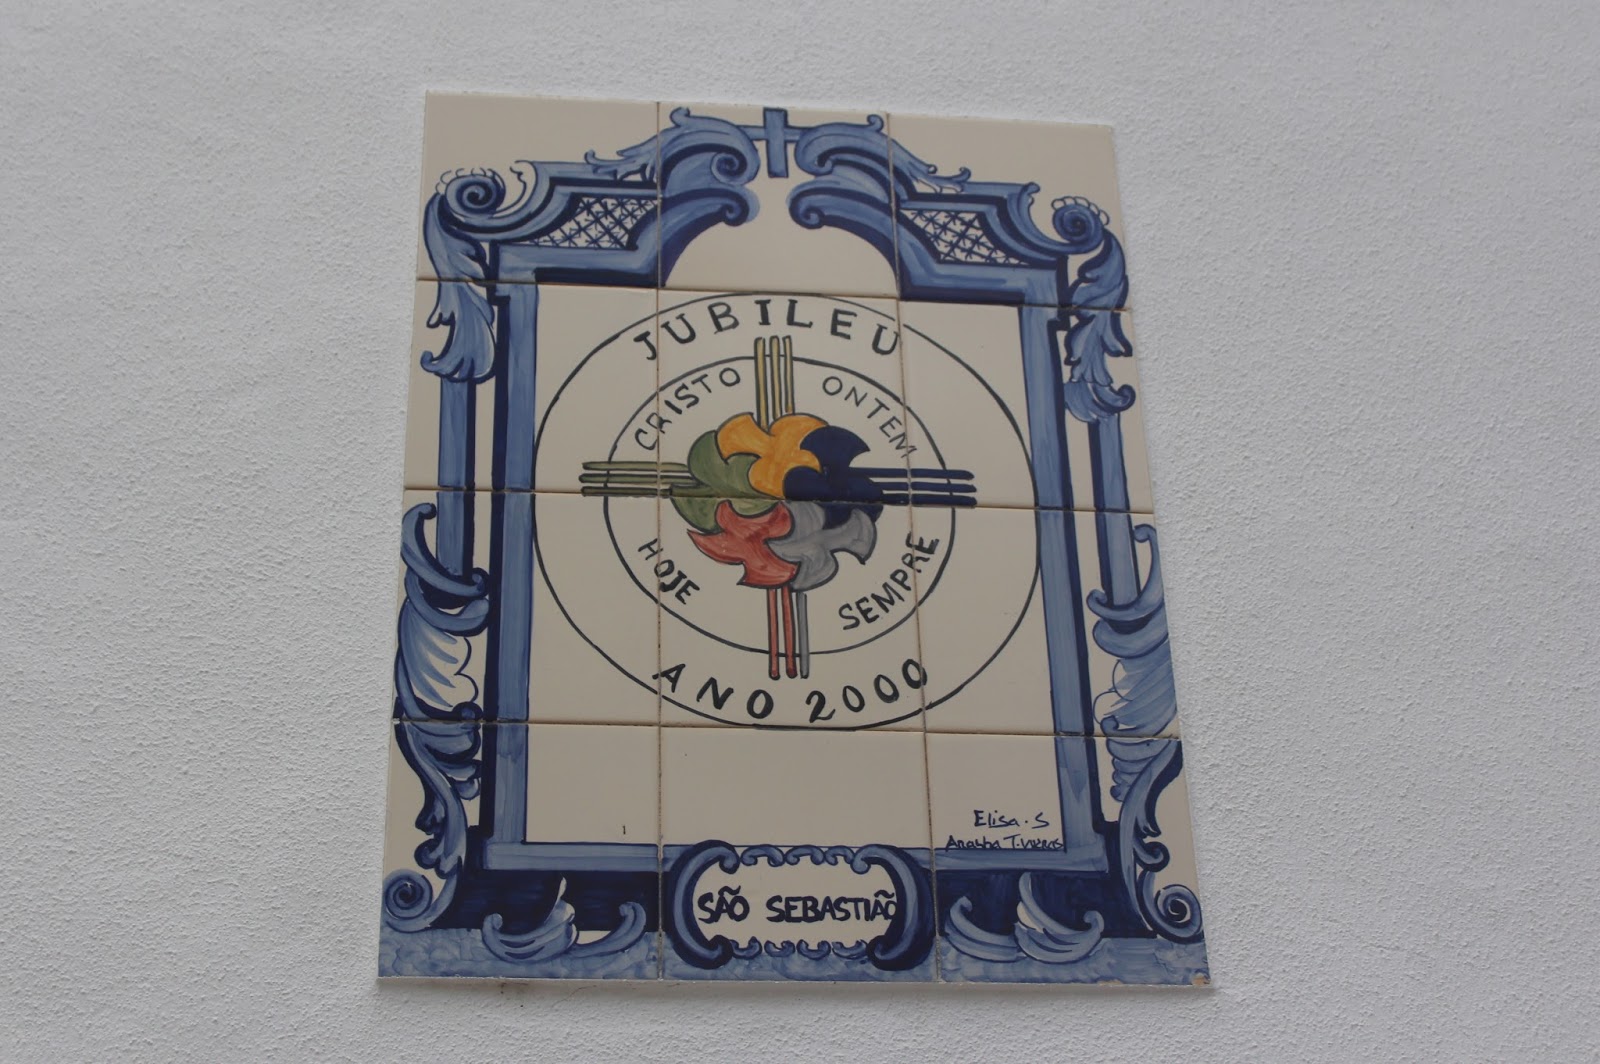 JUBILEU
CRISTO ONTEM
HOJE SEMPRE
ANO 2000
Elisa.S
SÃO SEBASTIÃO